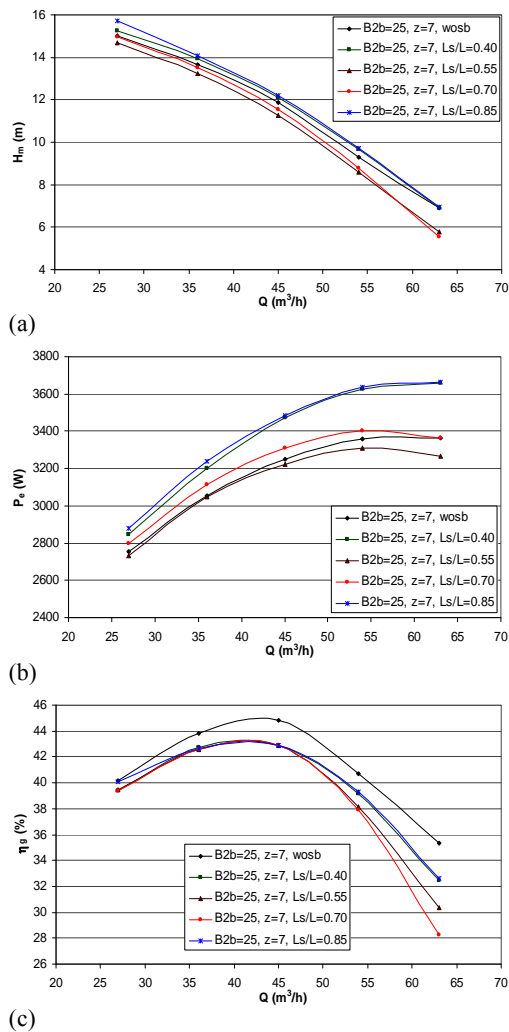 16
14
12
10
8
6
4
H_m (m)
20 25 30 35 40 45 50 55 60 65 70
Q (m³/h)
B2b=25, z=7, wosb
B2b=25, z=7, Ls/L=0.40
B2b=25, z=7, Ls/L=0.55
B2b=25, z=7, Ls/L=0.70
B2b=25, z=7, Ls/L=0.85
(a)
3800
3600
3400
3200
3000
2800
2600
2400
P_e (W)
B2b=25, z=7, wosb
B2b=25, z=7, Ls/L=0.40
B2b=25, z=7, Ls/L=0.55
B2b=25, z=7, Ls/L=0.70
B2b=25, z=7, Ls/L=0.85
20 25 30 35 40 45 50 55 60 65 70
Q (m³/h)
(b)
46
44
42
40
38
36
34
32
30
28
26
η_g (%)
B2b=25, z=7, wosb
B2b=25, z=7, Ls/L=0.40
B2b=25, z=7, Ls/L=0.55
B2b=25, z=7, Ls/L=0.70
B2b=25, z=7, Ls/L=0.85
20 25 30 35 40 45 50 55 60 65 70
Q (m³/h)
(c)